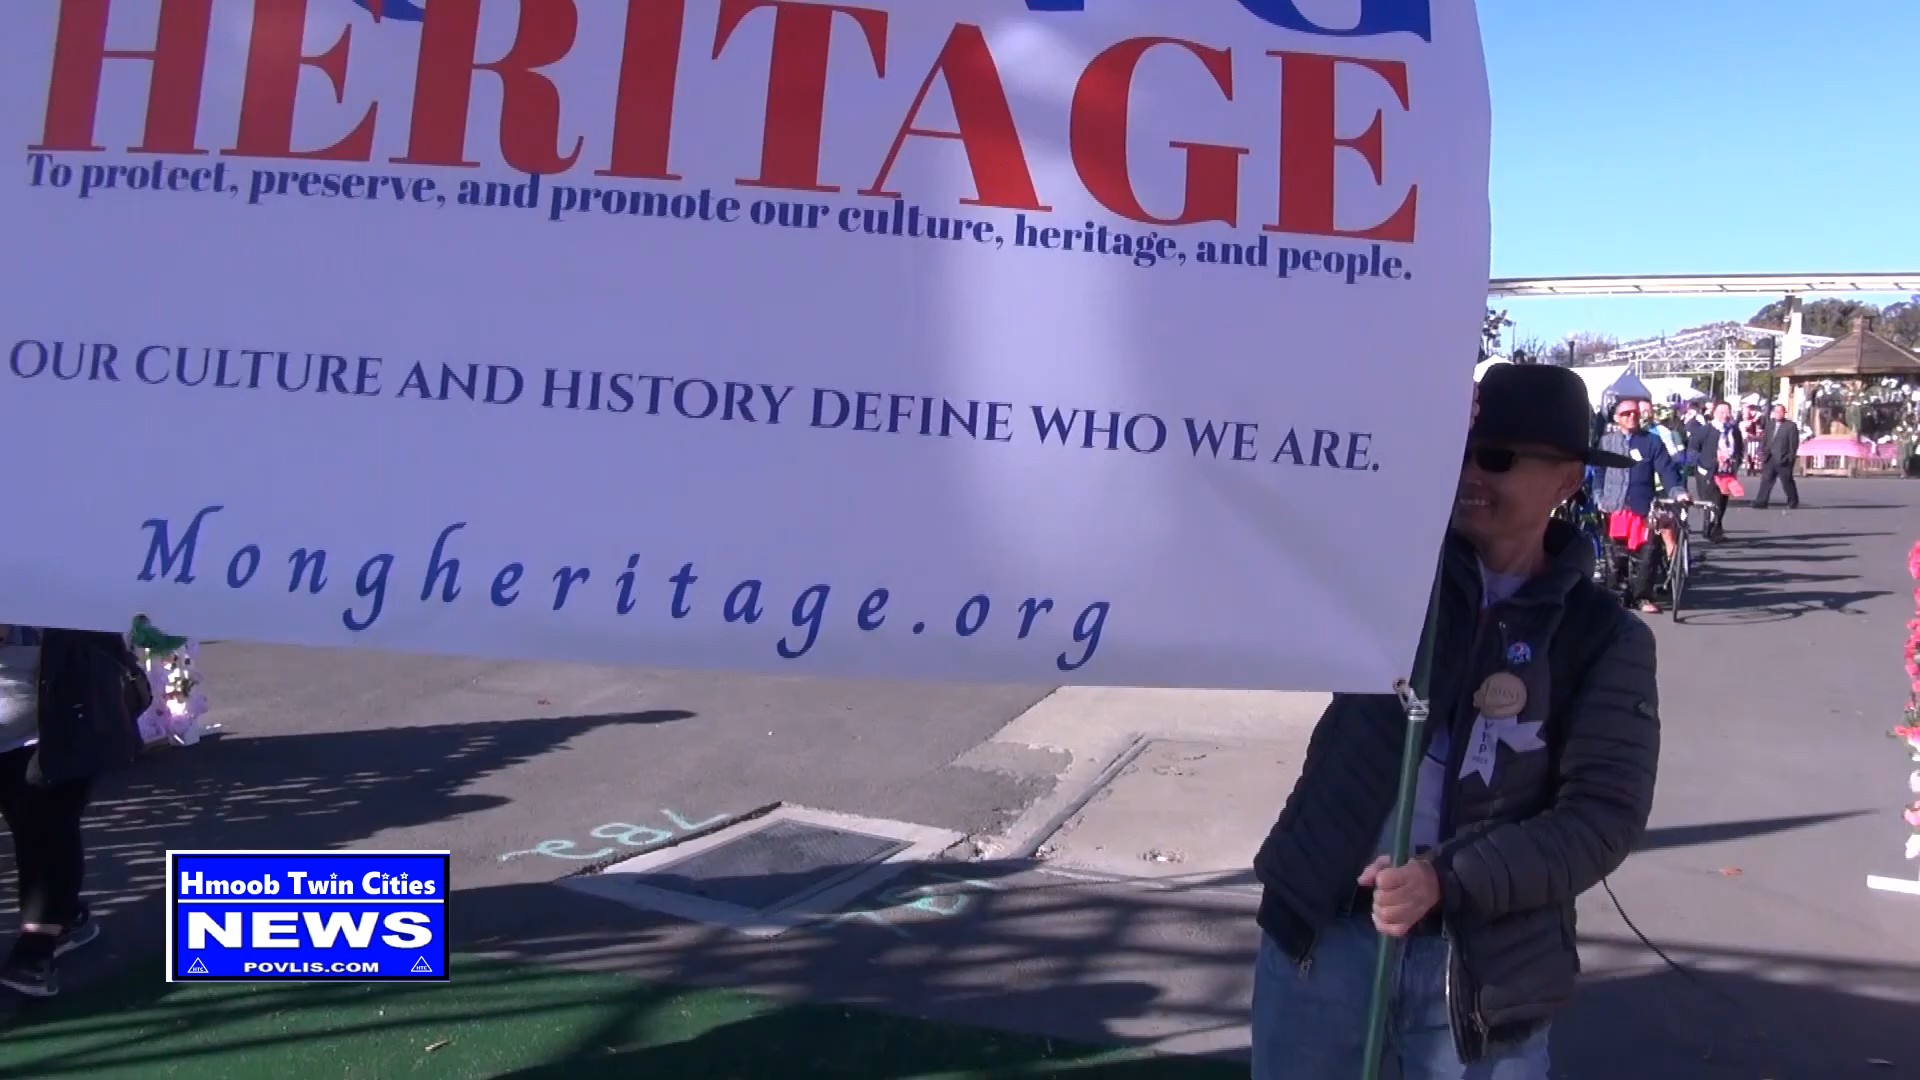 HERITAGE
To protect, preserve, and promote our culture, heritage, and people.
OUR CULTURE AND HISTORY DEFINE WHO WE ARE.
Mongheritage.org
VIP
Hmoob Twin Cities
NEWS
POVLIS.COM